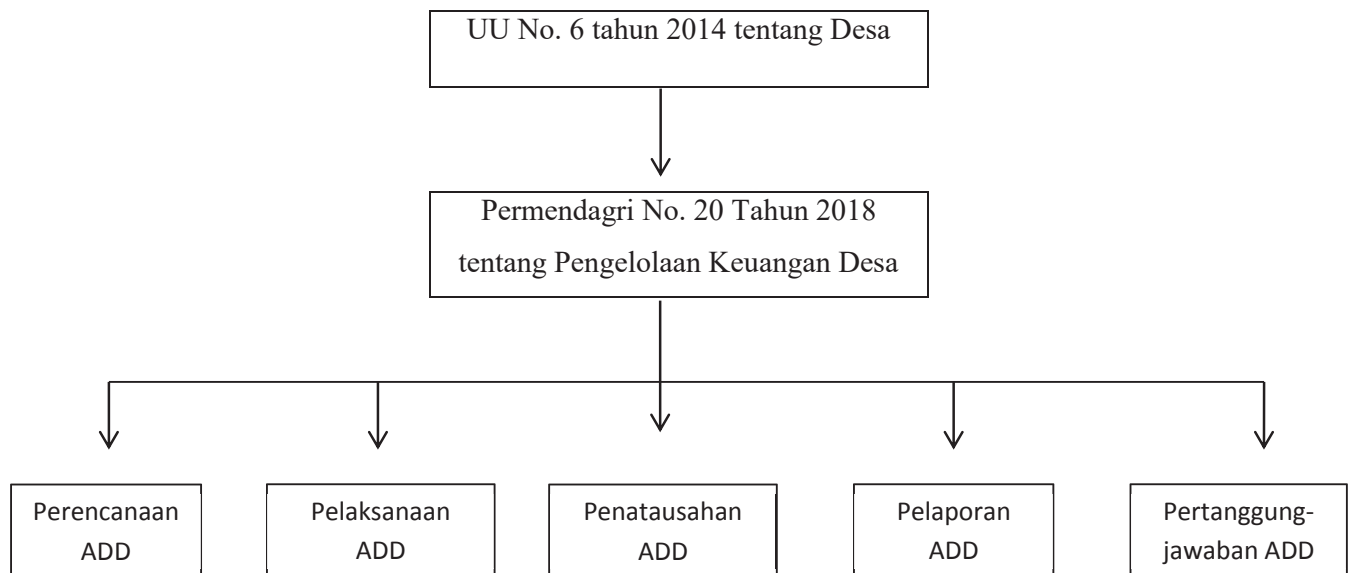 UU No. 6 tahun 2014 tentang Desa
Permendagri No. 20 Tahun 2018
tentang Pengelolaan Keuangan Desa
Perencanaan
ADD
Pelaksanaan
ADD
Penatausahan
ADD
Pelaporan
ADD
Pertanggung-
jawaban ADD